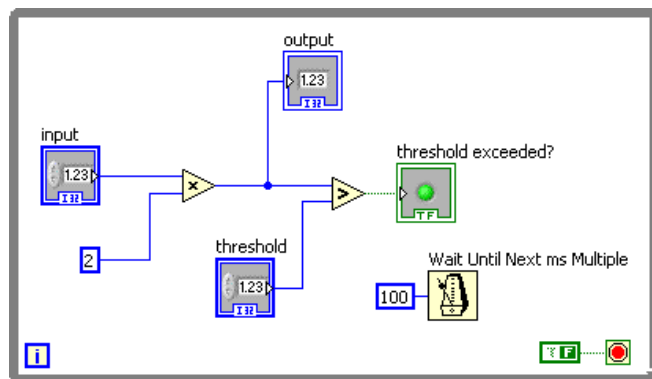 output
1.23
I32
input
1.23
I32
threshold exceeded?
TF
2
threshold
1.23
I32
Wait Until Next ms Multiple
100
i
F